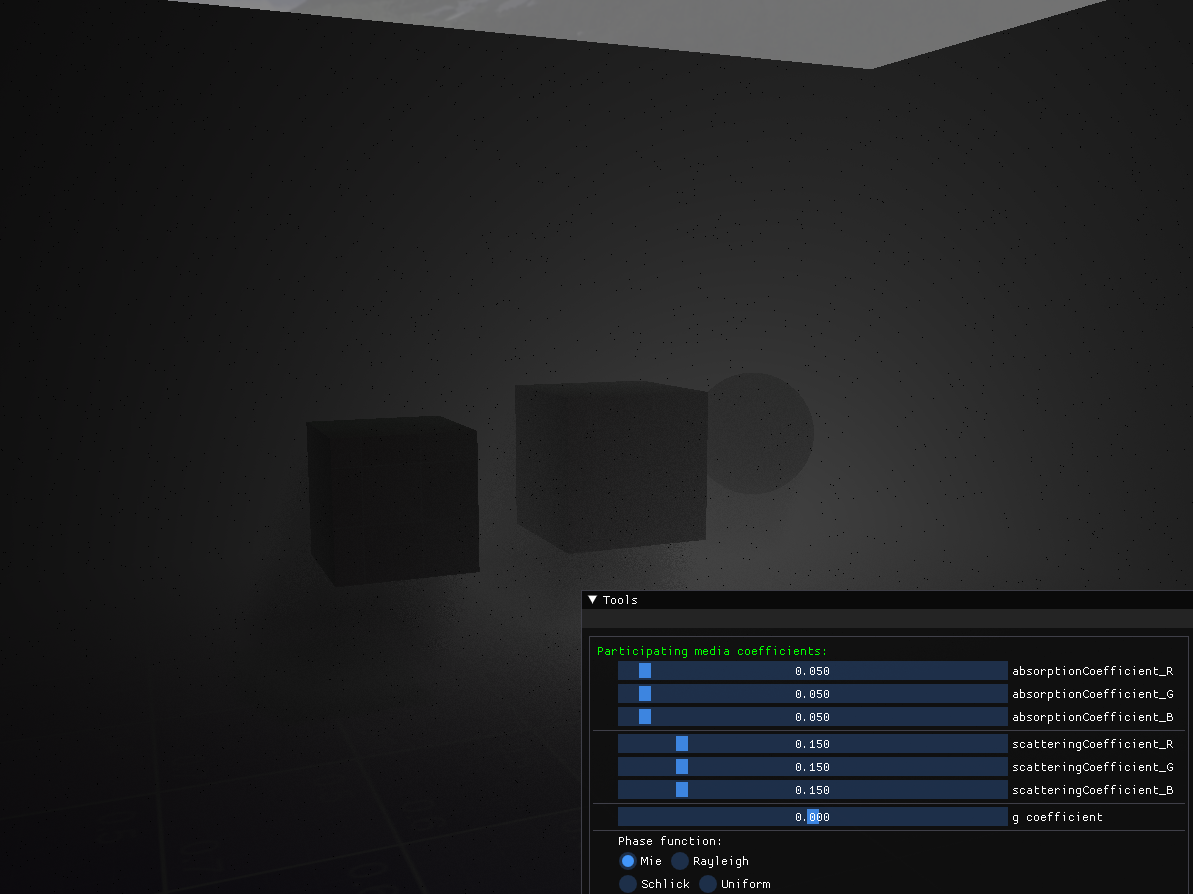 Tools
Participating media coefficients:
0.050 absorptionCoefficient_R
0.050 absorptionCoefficient_G
0.050 absorptionCoefficient_B
0.150 scatteringCoefficient_R
0.150 scatteringCoefficient_G
0.150 scatteringCoefficient_B
0.000 g coefficient
Phase function:
Mie Rayleigh
Schlick Uniform